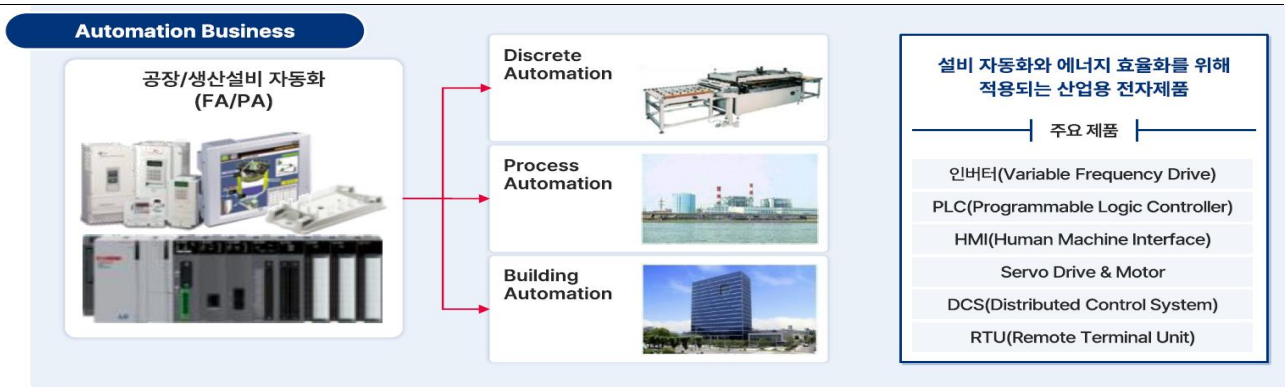 Automation Business
공장/생산설비 자동화
(FA/PA)
Discrete
Automation
Process
Automation
Building
Automation
설비 자동화와 에너지 효율화를 위해
적용되는 산업용 전자제품
주요 제품
인버터(Variable Frequency Drive)
PLC(Programmable Logic Controller)
HMI(Human Machine Interface)
Servo Drive & Motor
DCS(Distributed Control System)
RTU(Remote Terminal Unit)